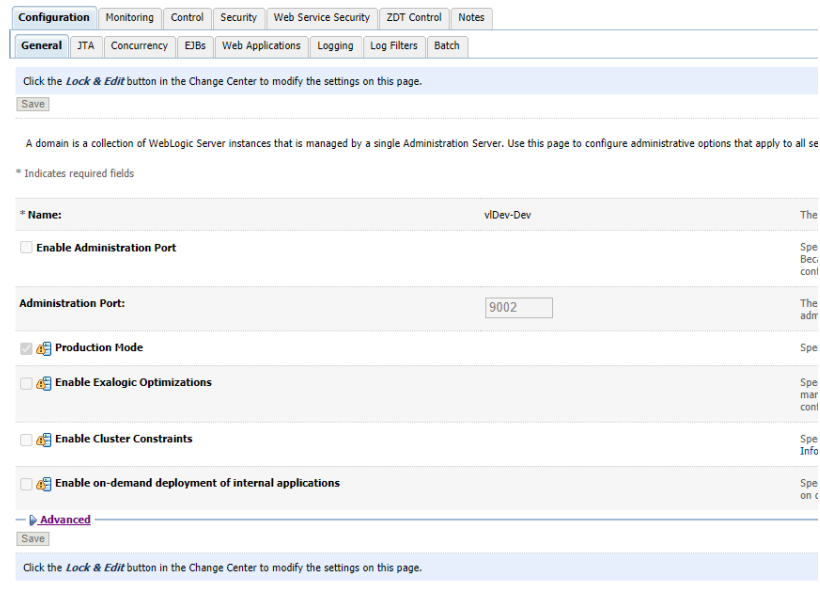 Configuration Monitoring Control Security Web Service Security ZDT Control Notes
General JTA Concurrency EJBs Web Applications Logging Log Filters Batch
Click the Lock & Edit button in the Change Center to modify the settings on this page.
Save
A domain is a collection of WebLogic Server instances that is managed by a single Administration Server. Use this page to configure administrative options that apply to all se
* Indicates required fields
* Name: vlDev-Dev The
Enable Administration Port Spe
Beca
conf
Administration Port: 9002 The
adm
Production Mode Spe
Enable Exalogic Optimizations Spe
man
conf
Enable Cluster Constraints Spe
Info
Enable on-demand deployment of internal applications Spe
on d
Advanced
Save
Click the Lock & Edit button in the Change Center to modify the settings on this page.